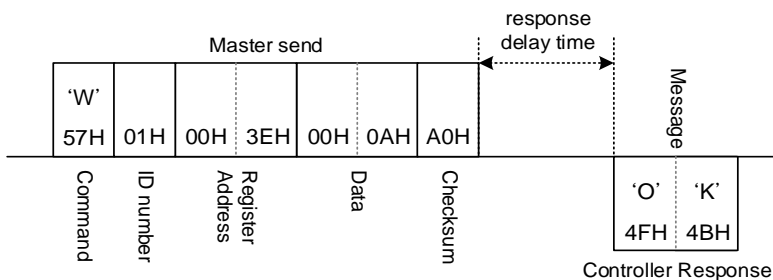 response
delay time
Master send
Message
'W'
57H 01H 00H 3EH 00H 0AH A0H
Command
ID number
Register
Address
Data
Checksum
'O' 'K'
4FH 4BH
Controller Response